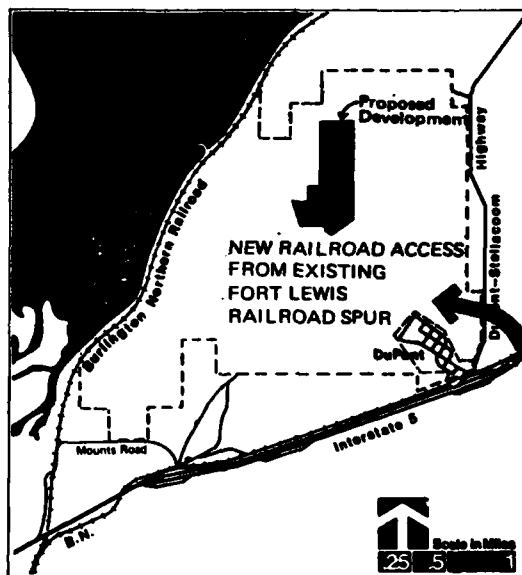 Proposed
Development
Highway
DuPont-Steilacoom
Burlington Northern Railroad
NEW RAILROAD ACCESS
FROM EXISTING
FORT LEWIS
RAILROAD SPUR
DuPont
Interstate 5
Mounts Road
B.N.
Scale in Miles
.25 .5 1